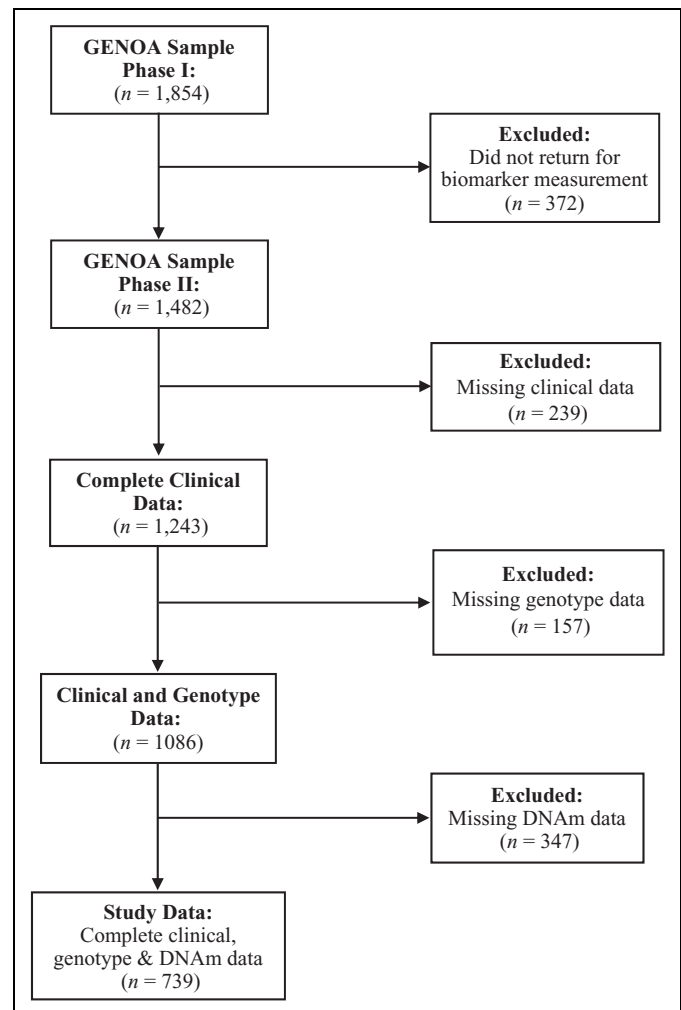 GENOA Sample
Phase I:
(n = 1,854)
Excluded:
Did not return for
biomarker measurement
(n = 372)
GENOA Sample
Phase II:
(n = 1,482)
Excluded:
Missing clinical data
(n = 239)
Complete Clinical
Data:
(n = 1,243)
Excluded:
Missing genotype data
(n = 157)
Clinical and Genotype
Data:
(n = 1086)
Excluded:
Missing DNAm data
(n = 347)
Study Data:
Complete clinical,
genotype & DNAm data
(n = 739)